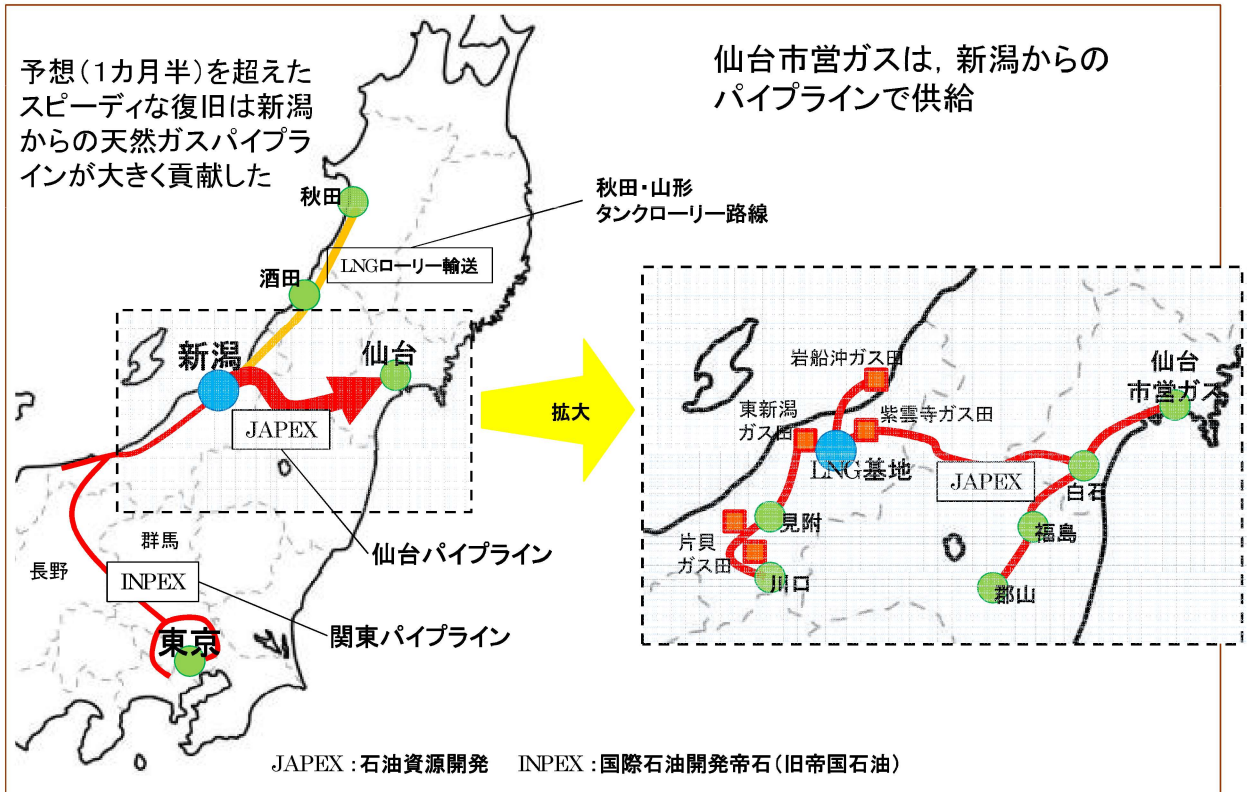 予想(1カ月半)を超えた
スピーディな復旧は新潟
からの天然ガスパイプラ
インが大きく貢献した
仙台市営ガスは，新潟からの
パイプラインで供給
秋田
秋田・山形
タンクローリー路線
LNGローリー輸送
酒田
新潟
仙台
JAPEX
拡大
岩船沖ガス田
仙台
市営ガス
東新潟
ガス田
紫雲寺ガス田
LNG基地
JAPEX
白石
見附
福島
片貝
ガス田
川口
郡山
群馬
長野
仙台パイプライン
INPEX
関東パイプライン
東京
JAPEX：石油資源開発 INPEX：国際石油開発帝石(旧帝国石油)